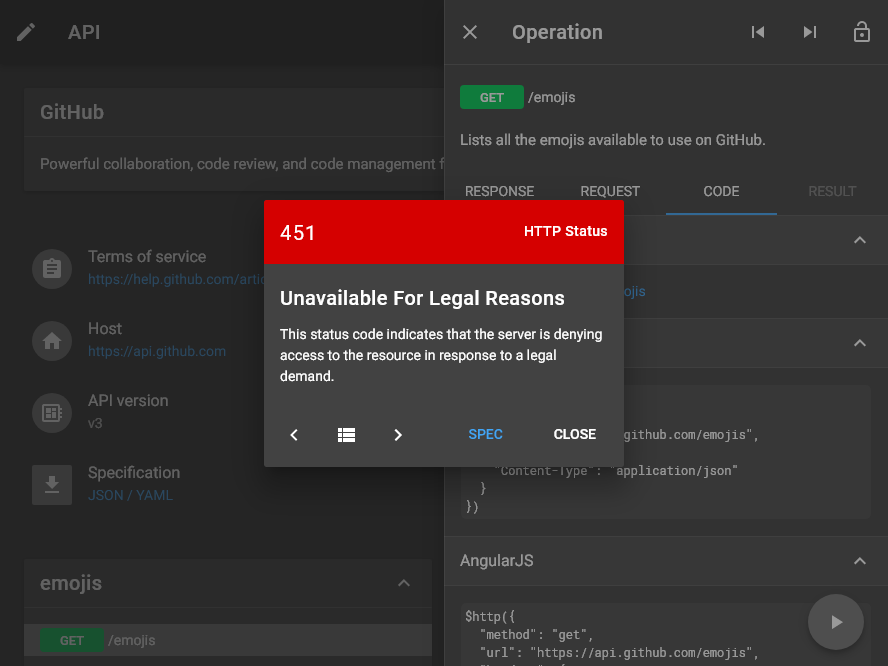 API
Operation
GitHub
Powerful collaboration, code review, and code management f
GET /emojis
Lists all the emojis available to use on GitHub.
RESPONSE REQUEST CODE RESULT
451 HTTP Status
Unavailable For Legal Reasons
This status code indicates that the server is denying
access to the resource in response to a legal
demand.
SPEC CLOSE
Terms of service
https://help.github.com/artic
Host
https://api.github.com
API version
v3
Specification
JSON / YAML
emojis
GET /emojis
ojis
github.com/emojis",
"Content-Type": "application/json"
}
})
AngularJS
$http({
"method": "get",
"url": "https://api.github.com/emojis",